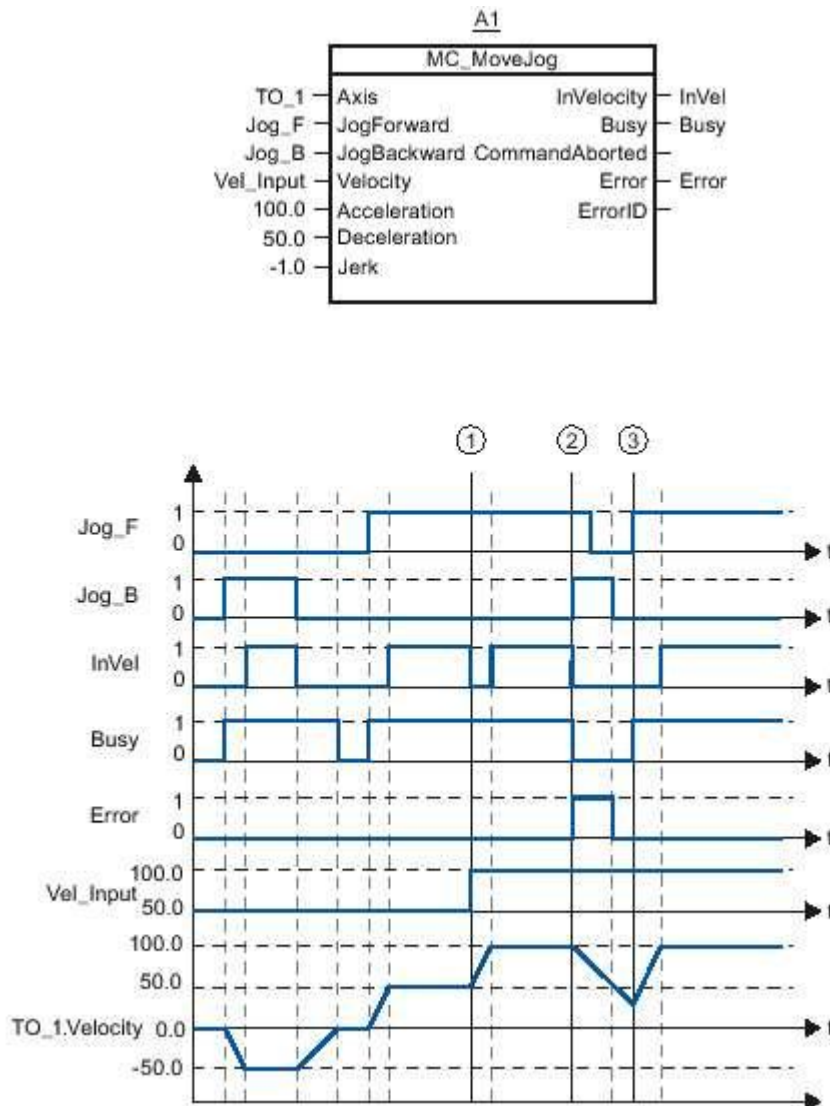 A1
MC_MoveJog
TO_1 Axis InVelocity InVel
Jog_F JogForward Busy Busy
Jog_B JogBackward CommandAborted
Vel_Input Velocity Error Error
100.0 Acceleration ErrorID
50.0 Deceleration
-1.0 Jerk
1 2 3
Jog_F 1
0 t
Jog_B 1
0 t
InVel 1
0 t
Busy 1
0 t
Error 1
0 t
100.0
Vel_Input 50.0 t
100.0
50.0
TO_1.Velocity 0.0 t
-50.0